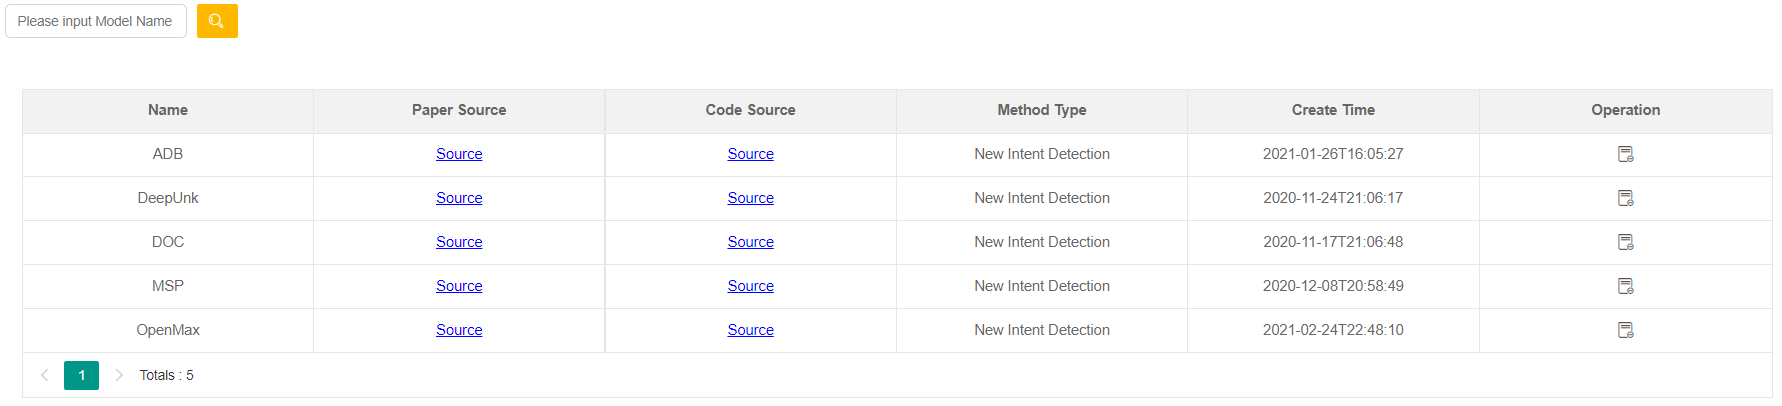 Please input Model Name
Name Paper Source Code Source Method Type Create Time Operation
ADB Source Source New Intent Detection 2021-01-26T16:05:27
DeepUnk Source Source New Intent Detection 2020-11-24T21:06:17
DOC Source Source New Intent Detection 2020-11-17T21:06:48
MSP Source Source New Intent Detection 2020-12-08T20:58:49
OpenMax Source Source New Intent Detection 2021-02-24T22:48:10
1 Totals : 5